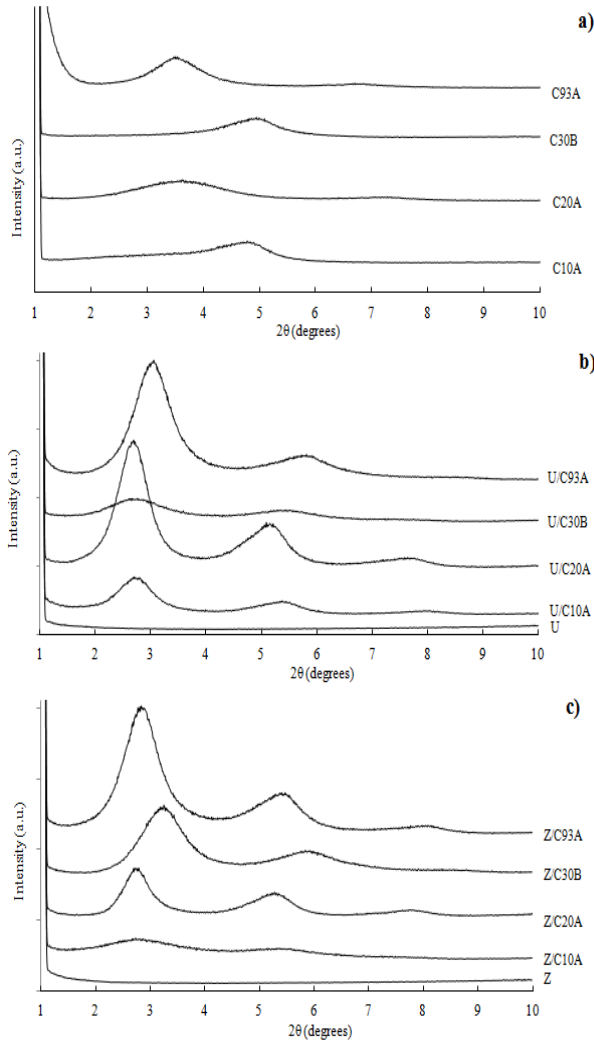 a)
C93A
C30B
C20A
C10A
Intensity (a.u.)
1 2 3 4 5 6 7 8 9 10
2θ (degrees)
b)
U/C93A
U/C30B
U/C20A
U/C10A
U
Intensity (a.u.)
1 2 3 4 5 6 7 8 9 10
2θ (degrees)
c)
Z/C93A
Z/C30B
Z/C20A
Z/C10A
Z
Intensity (a.u.)
1 2 3 4 5 6 7 8 9 10
2θ (degrees)